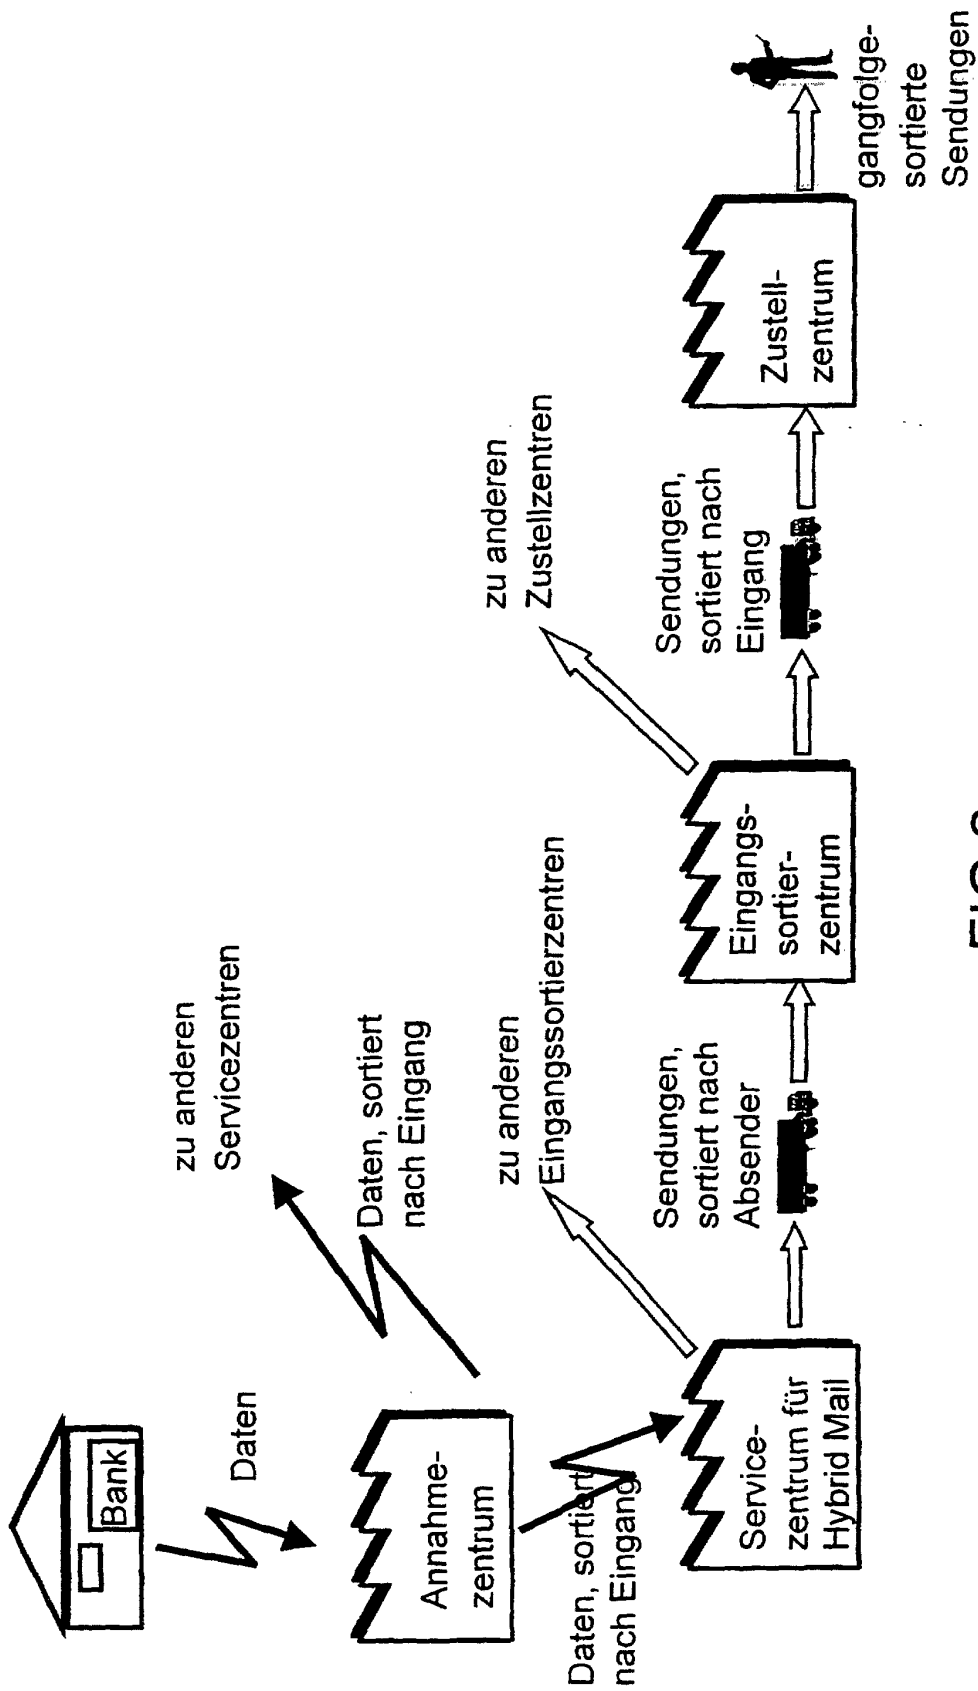 Bank
Daten
Annahme-
zentrum
zu anderen
Servicezentren
Daten, sortiert
nach Eingang
Daten, sortiert
nach Eingang
zu anderen
Eingangssortierzentren
zu anderen
Zustellzentren
Service-
zentrum für
Hybrid Mail
Sendungen,
sortiert nach
Absender
Eingangs-
sortier-
zentrum
Sendungen,
sortiert nach
Eingang
Zustell-
zentrum
gangfolge-
sortierte
Sendungen